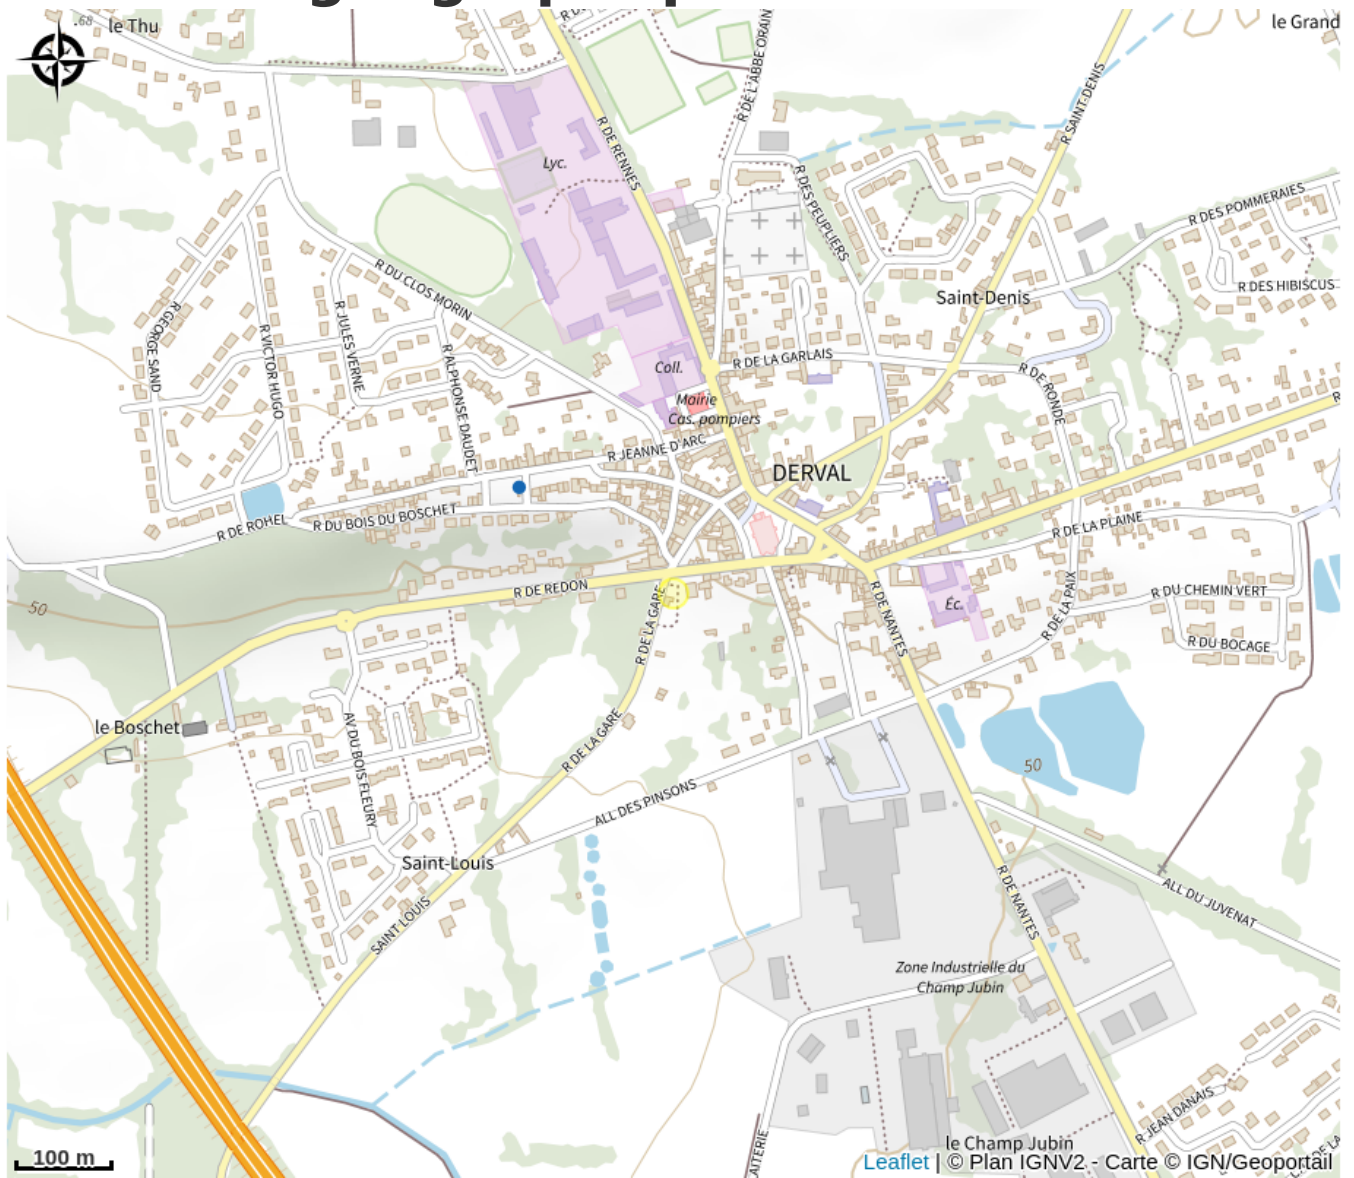 68
le Thu
le Grand
R DE L'ABBE ORAIN
R SAINT-DENIS
R DE RENNES
Lyc.
R DES PEUPLIERS
R DES POMMERAIES
R DU CLOS MORIN
R DES HIBISCUS
Saint-Denis
R GEORGE SAND
R VICTOR HUGO
R JULES VERNE
R ALPHONSE DAUDET
Coll.
R DE LA GARLAIS
R DE RONDE
Mairie
Cas. pompiers
R JEANNE D'ARC
DERVAL
R DE ROHEL
R DU BOIS DU BOSCHET
R DE LA PLAINE
R DE REDON
R DE LA GARE
R DE NANTES
Éc.
R DE LA PAIX
R DU CHEMIN VERT
R DU BOCAGE
50
le Boschet
AV DU BOIS FLEURY
R DE LA GARE
50
ALL DES PINSONS
Saint-Louis
SAINT LOUIS
R DE NANTES
ALL DU JUVENAT
Zone Industrielle du
Champ Jubin
R JEAN DANAIS
le Champ Jubin
AITERIE
DE LA
100 m
Leaflet | © Plan IGNV2 - Carte © IGN/Geoportail